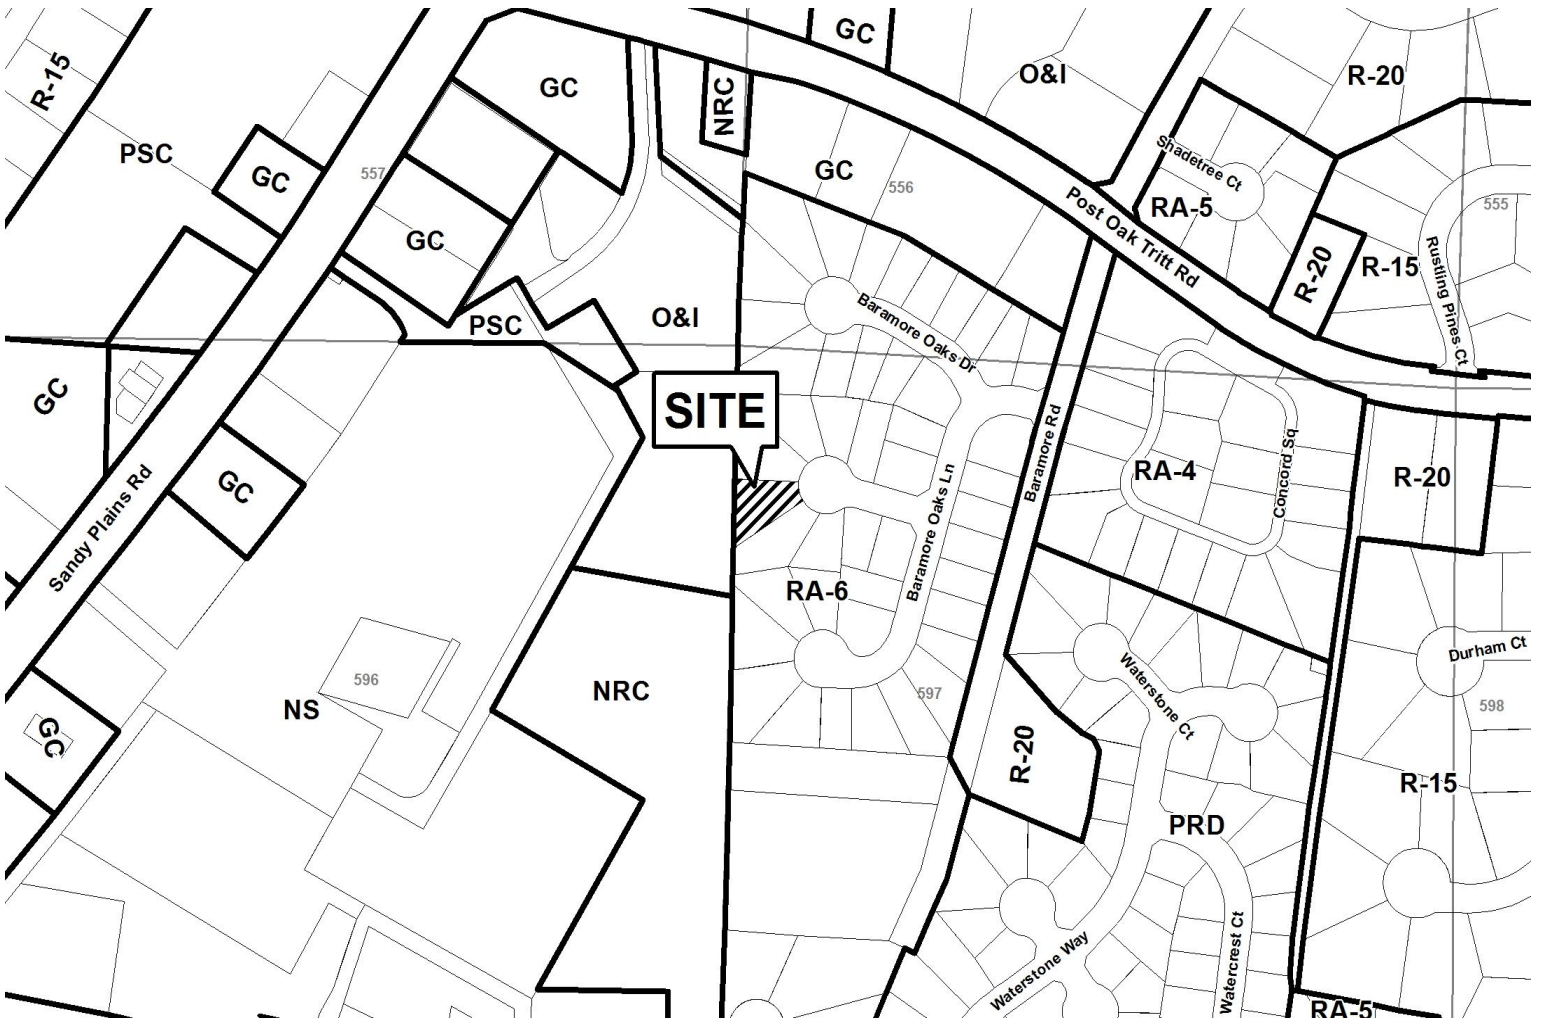 GC
O&I
R-20
R-15
GC
NRC
PSC
GC
557
GC
556
Shadetree Ct
RA-5
555
Post Oak Tritt Rd
R-20
R-15
Rustling Pines Ct
GC
PSC
O&I
Baramore Oaks Dr
GC
SITE
Baramore Rd
RA-4
Concord Sq
R-20
GC
Sandy Plains Rd
Baramore Oaks Ln
RA-6
Durham Ct
596
NS
NRC
597
Waterstone Ct
598
GC
R-20
R-15
PRD
Waterstone Way
Watercrest Ct
RA-5